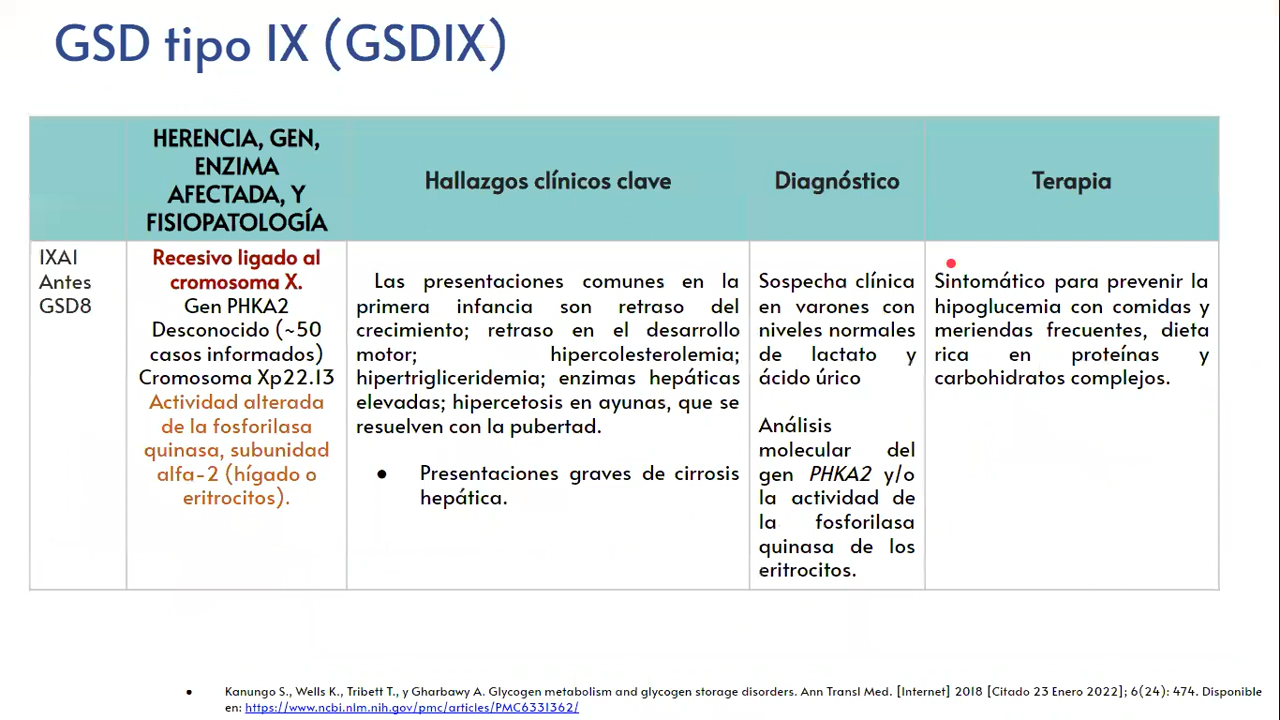 GSD tipo IX (GSDIX)
HERENCIA, GEN,
ENZIMA
AFECTADA, Y
FISIOPATOLOGÍA
Hallazgos clínicos clave
Diagnóstico
Terapia
IXA1
Antes
GSD8
Recesivo ligado al
cromosoma X.
Gen PHKA2
Desconocido (~50
casos informados)
Cromosoma Xp22.13
Actividad alterada
de la fosforilasa
quinasa, subunidad
alfa-2 (hígado o
eritrocitos).
Las presentaciones comunes en la
primera infancia son retraso del
crecimiento; retraso en el desarrollo
motor; hipercolesterolemia;
hipertrigliceridemia; enzimas hepáticas
elevadas; hipercetosis en ayunas, que se
resuelven con la pubertad.
● Presentaciones graves de cirrosis
hepática.
Sospecha clínica
en varones con
niveles normales
de lactato y
ácido úrico
Análisis
molecular del
gen PHKA2 y/o
la actividad de
la fosforilasa
quinasa de los
eritrocitos.
Sintomático para prevenir la
hipoglucemia con comidas y
meriendas frecuentes, dieta
rica en proteínas y
carbohidratos complejos.
● Kanungo S., Wells K., Tribett T., y Gharbawy A. Glycogen metabolism and glycogen storage disorders. Ann Transl Med. [Internet] 2018 [Citado 23 Enero 2022]; 6(24): 474. Disponible
en: https://www.ncbi.nlm.nih.gov/pmc/articles/PMC6331362/